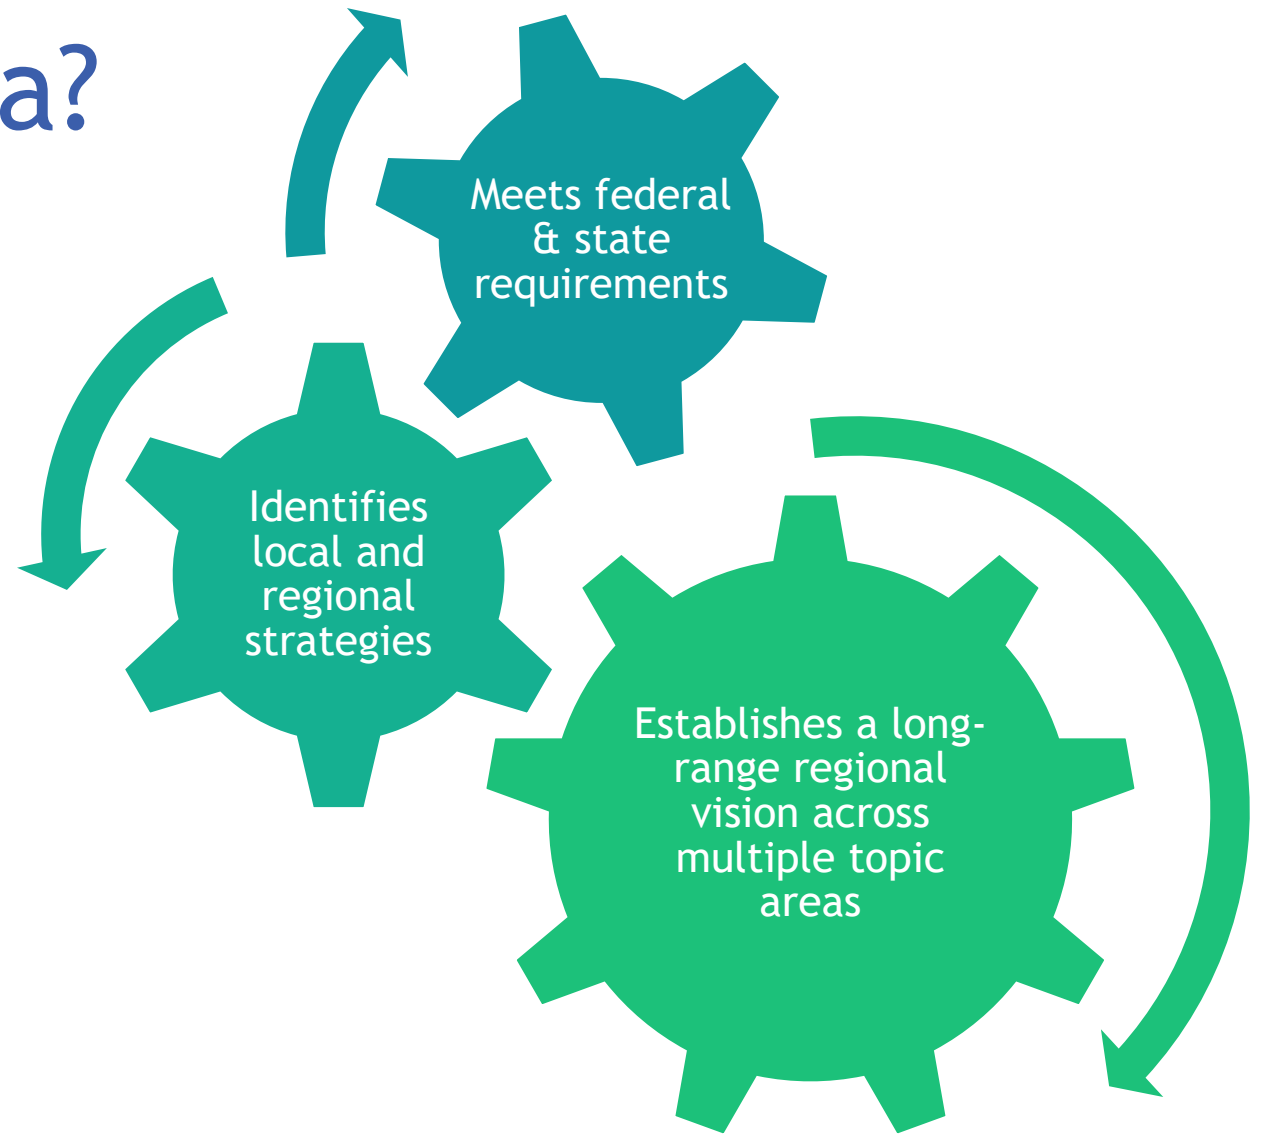 a?
Meets federal
& state
requirements
Identifies
local and
regional
strategies
Establishes a long-
range regional
vision across
multiple topic
areas